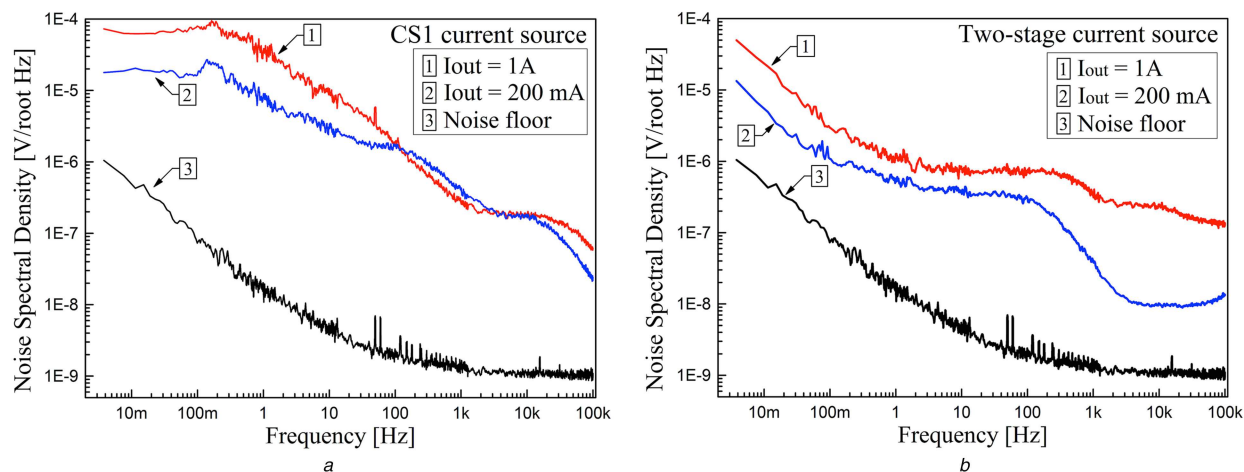 CS1 current source
1 Iout = 1A
2 Iout = 200 mA
3 Noise floor
1
2
3
Noise Spectral Density [V/root Hz]
1E-4
1E-5
1E-6
1E-7
1E-8
1E-9
10m 100m 1 10 100 1k 10k 100k
Frequency [Hz]
a
Two-stage current source
1 Iout = 1A
2 Iout = 200 mA
3 Noise floor
1
2
3
Noise Spectral Density [V/root Hz]
1E-4
1E-5
1E-6
1E-7
1E-8
1E-9
10m 100m 1 10 100 1k 10k 100k
Frequency [Hz]
b